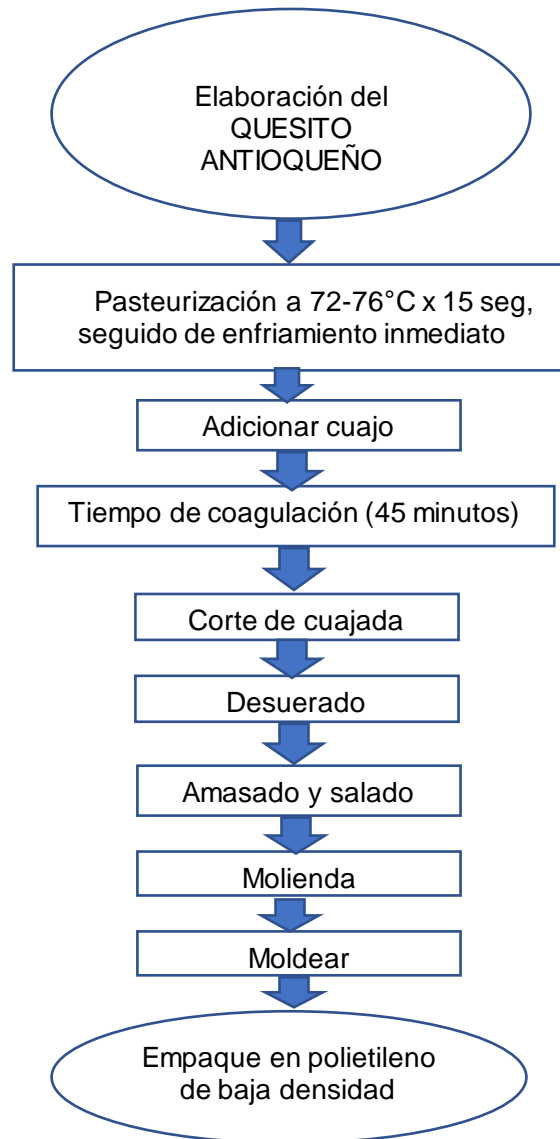 Elaboración del
QUESITO
ANTIOQUEÑO
Pasteurización a 72-76°C x 15 seg,
seguido de enfriamiento inmediato
Adicionar cuajo
Tiempo de coagulación (45 minutos)
Corte de cuajada
Desuerado
Amasado y salado
Molienda
Moldear
Empaque en polietileno
de baja densidad